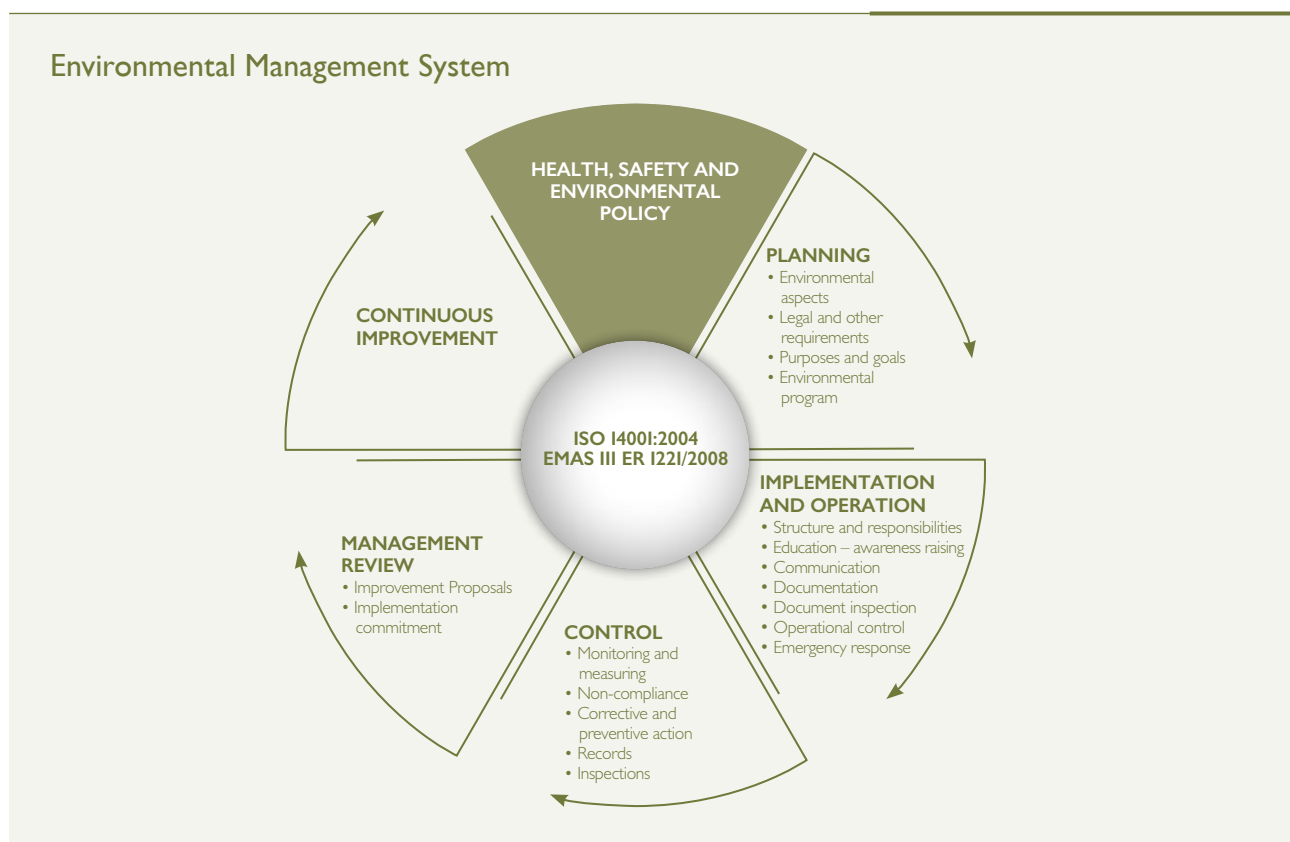 Environmental Management System
HEALTH, SAFETY AND
ENVIRONMENTAL
POLICY
PLANNING
• Environmental
aspects
• Legal and other
requirements
• Purposes and goals
• Environmental
program
IMPLEMENTATION
AND OPERATION
• Structure and responsibilities
• Education – awareness raising
• Communication
• Documentation
• Document inspection
• Operational control
• Emergency response
CONTROL
• Monitoring and
measuring
• Non-compliance
• Corrective and
preventive action
• Records
• Inspections
MANAGEMENT
REVIEW
• Improvement Proposals
• Implementation
commitment
CONTINUOUS
IMPROVEMENT
ISO 14001:2004
EMAS III ER 1221/2008